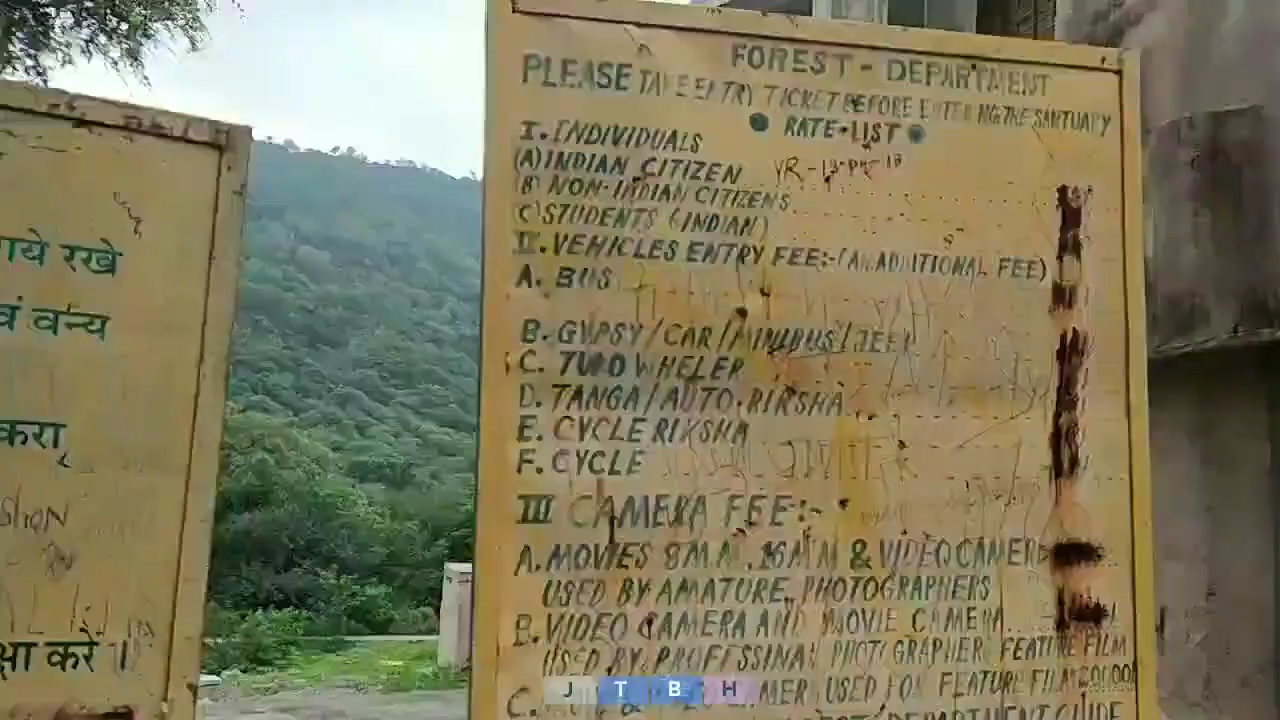 ाये रखे
वं वन्य
करा,
क्षा करें ।
FOREST - DEPARTMENT
PLEASE TAKE ENTRY TICKET BEFORE ENTERING THE SANTUARY
RATE-LIST
I. INDIVIDUALS
(A) INDIAN CITIZEN
(B) NON-INDIAN CITIZENS
(C) STUDENTS (INDIAN)
II. VEHICLES ENTRY FEE:-(AN ADDITIONAL FEE)
A. BUS
B. GYPSY/CAR/MINIBUS/JEEP
C. TWO WHELER
D. TANGA/AUTO-RIKSHA
E. CYCLE RIKSHA
F. CYCLE
III CAMERA FEE:-
A. MOVIES 8M.M.,16M.M & VIDEO CAMERA
USED BY AMATURE, PHOTOGRAPHERS
B. VIDEO CAMERA AND MOVIE CAMERA
USED BY PROFESSINAL PHOTOGRAPHER FEATURE FILM
C. USED FOR FEATURE FILM
DEPARTMENT GUIDE
J T B H